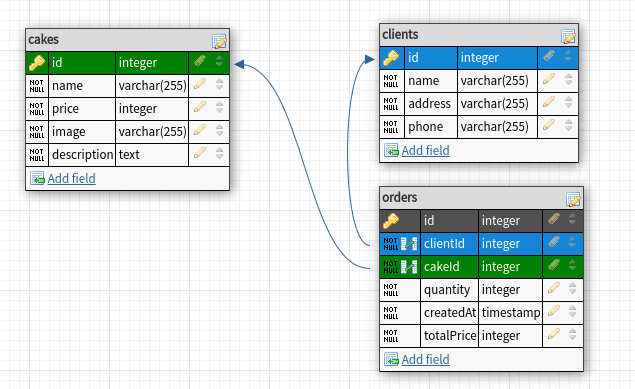 cakes
id integer
NOT NULL name varchar(255)
NOT NULL price integer
NOT NULL image varchar(255)
NOT NULL description text
Add field
clients
id integer
NOT NULL name varchar(255)
NOT NULL address varchar(255)
NOT NULL phone varchar(255)
Add field
orders
id integer
NOT NULL clientId integer
NOT NULL cakeId integer
NOT NULL quantity integer
NOT NULL createdAt timestamp
NOT NULL totalPrice integer
Add field